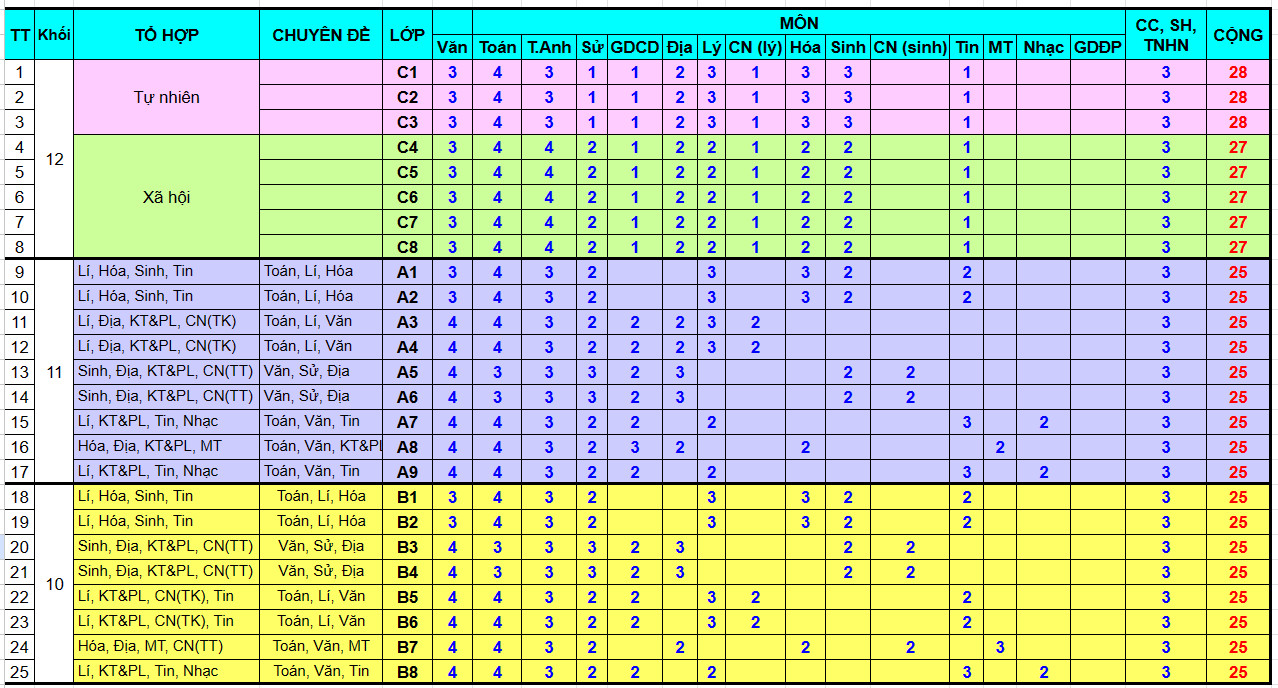 TT Khối TỔ HỢP CHUYÊN ĐỀ LỚP MÔN CC, SH, TNHN CỘNG
Văn Toán T.Anh Sử GDCD Địa Lý CN (lý) Hóa Sinh CN (sinh) Tin MT Nhạc GDĐP
1 12 Tự nhiên C1 3 4 3 1 1 2 3 1 3 3 1 3 28
2 C2 3 4 3 1 1 2 3 1 3 3 1 3 28
3 C3 3 4 3 1 1 2 3 1 3 3 1 3 28
4 Xã hội C4 3 4 4 2 1 2 2 1 2 2 1 3 27
5 C5 3 4 4 2 1 2 2 1 2 2 1 3 27
6 C6 3 4 4 2 1 2 2 1 2 2 1 3 27
7 C7 3 4 4 2 1 2 2 1 2 2 1 3 27
8 C8 3 4 4 2 1 2 2 1 2 2 1 3 27
9 11 Lí, Hóa, Sinh, Tin Toán, Lí, Hóa A1 3 4 3 2 3 3 2 2 3 25
10 Lí, Hóa, Sinh, Tin Toán, Lí, Hóa A2 3 4 3 2 3 3 2 2 3 25
11 Lí, Địa, KT&PL, CN(TK) Toán, Lí, Văn A3 4 4 3 2 2 2 3 2 3 25
12 Lí, Địa, KT&PL, CN(TK) Toán, Lí, Văn A4 4 4 3 2 2 2 3 2 3 25
13 Sinh, Địa, KT&PL, CN(TT) Văn, Sử, Địa A5 4 3 3 3 2 3 2 2 3 25
14 Sinh, Địa, KT&PL, CN(TT) Văn, Sử, Địa A6 4 3 3 3 2 3 2 2 3 25
15 Lí, KT&PL, Tin, Nhạc Toán, Văn, Tin A7 4 4 3 2 2 2 3 2 3 25
16 Hóa, Địa, KT&PL, MT Toán, Văn, KT&PL A8 4 4 3 2 3 2 2 2 3 25
17 Lí, KT&PL, Tin, Nhạc Toán, Văn, Tin A9 4 4 3 2 2 2 3 2 3 25
18 10 Lí, Hóa, Sinh, Tin Toán, Lí, Hóa B1 3 4 3 2 3 3 2 2 3 25
19 Lí, Hóa, Sinh, Tin Toán, Lí, Hóa B2 3 4 3 2 3 3 2 2 3 25
20 Sinh, Địa, KT&PL, CN(TT) Văn, Sử, Địa B3 4 3 3 3 2 3 2 2 3 25
21 Sinh, Địa, KT&PL, CN(TT) Văn, Sử, Địa B4 4 3 3 3 2 3 2 2 3 25
22 Lí, KT&PL, CN(TK), Tin Toán, Lí, Văn B5 4 4 3 2 2 3 2 2 3 25
23 Lí, KT&PL, CN(TK), Tin Toán, Lí, Văn B6 4 4 3 2 2 3 2 2 3 25
24 Hóa, Địa, MT, CN(TT) Toán, Văn, MT B7 4 4 3 2 2 2 2 3 3 25
25 Lí, KT&PL, Tin, Nhạc Toán, Văn, Tin B8 4 4 3 2 2 2 3 2 3 25